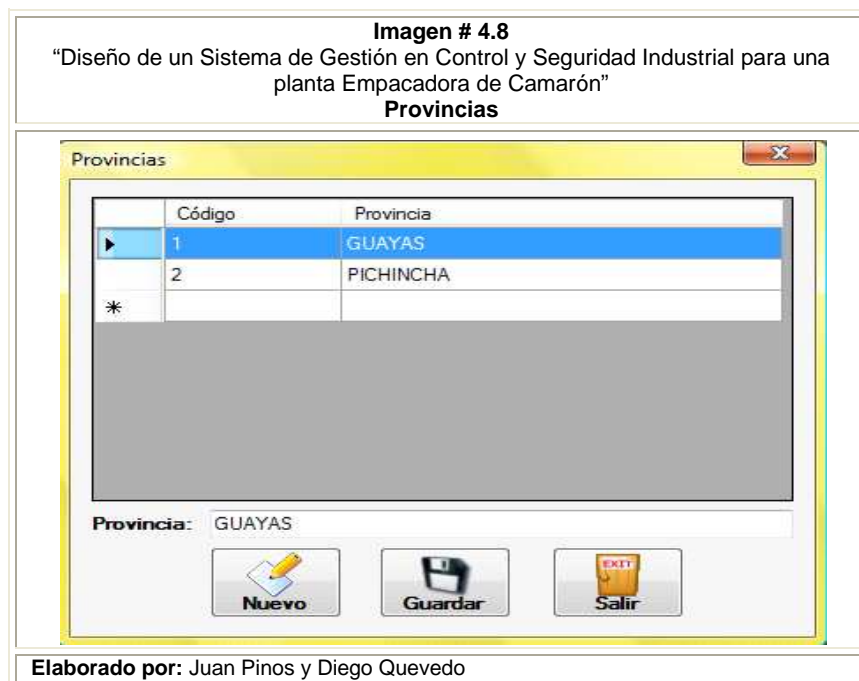 Imagen # 4.8
“Diseño de un Sistema de Gestión en Control y Seguridad Industrial para una
planta Empacadora de Camarón”
Provincias
Provincias
Código Provincia
1 GUAYAS
2 PICHINCHA
*
Provincia: GUAYAS
EXIT
Nuevo Guardar Salir
Elaborado por: Juan Pinos y Diego Quevedo